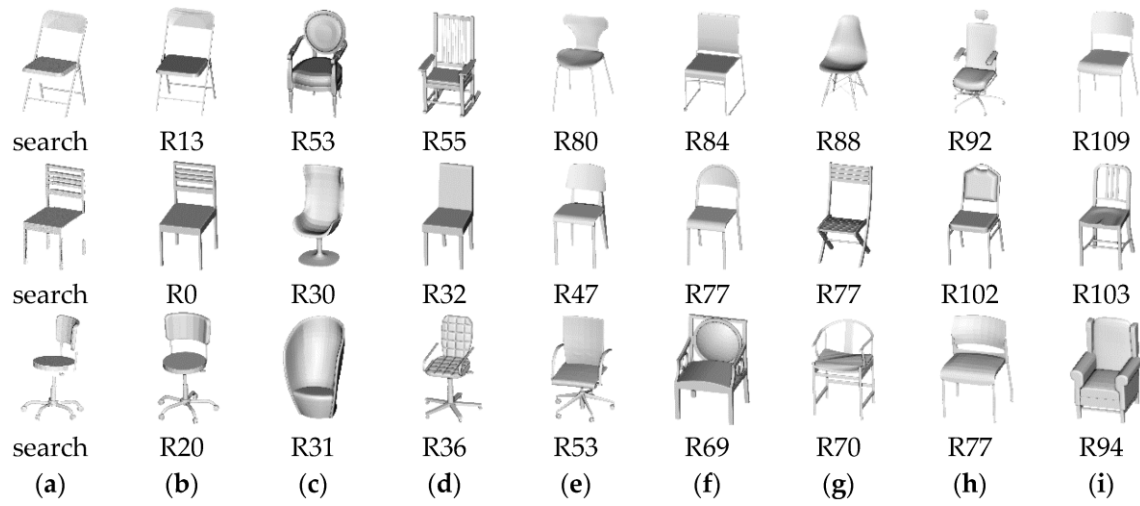 search R13 R53 R55 R80 R84 R88 R92 R109
search R0 R30 R32 R47 R77 R77 R102 R103
search R20 R31 R36 R53 R69 R70 R77 R94
(a) (b) (c) (d) (e) (f) (g) (h) (i)